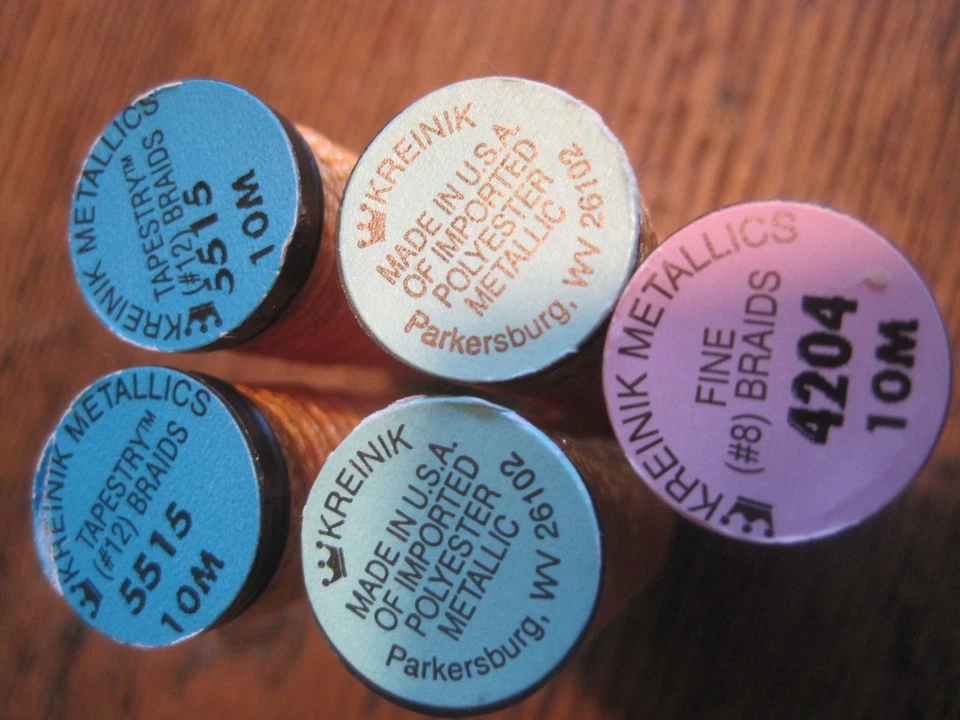 KREINIK METALLICS
TAPESTRY™
(#12) BRAIDS
5515
10M
KREINIK
MADE IN U.S.A.
OF IMPORTED
POLYESTER
METALLIC
Parkersburg, WV 26102
KREINIK METALLICS
FINE
(#8) BRAIDS
4204
10M
KREINIK METALLICS
TAPESTRY™
(#12) BRAIDS
5515
10M
KREINIK
MADE IN U.S.A.
OF IMPORTED
POLYESTER
METALLIC
Parkersburg, WV 26102